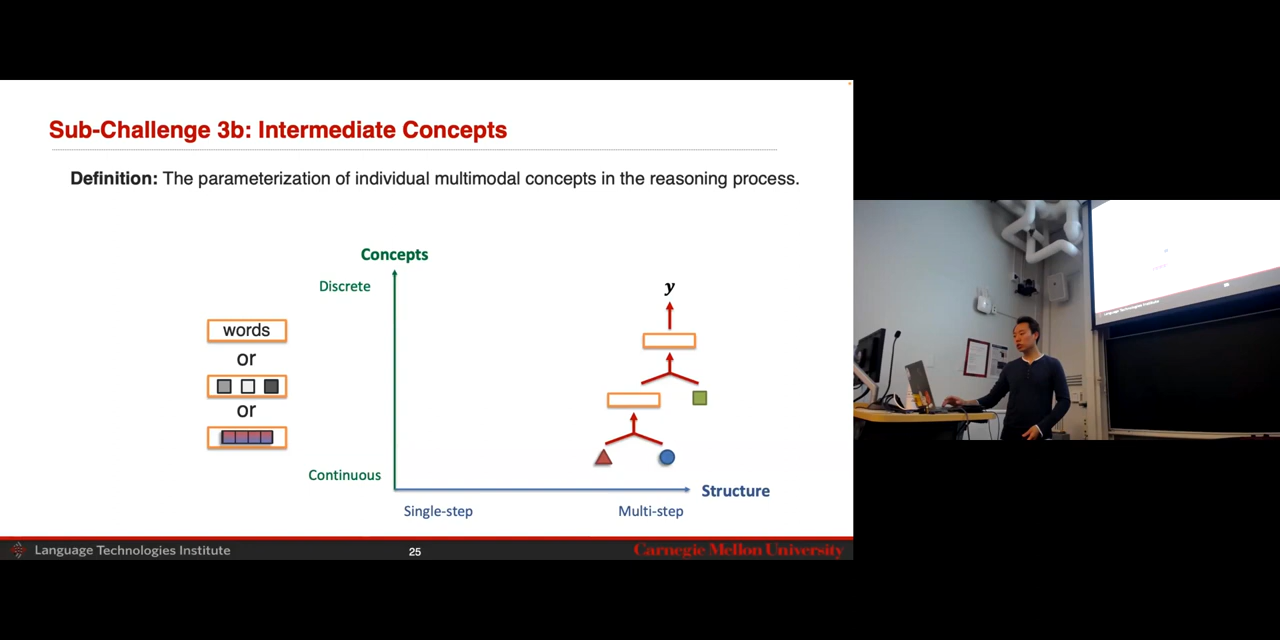 Sub-Challenge 3b: Intermediate Concepts
Definition: The parameterization of individual multimodal concepts in the reasoning process.
Concepts
Discrete
y
words
or
or
Continuous
Structure
Single-step
Multi-step
Language Technologies Institute
25
Carnegie Mellon University